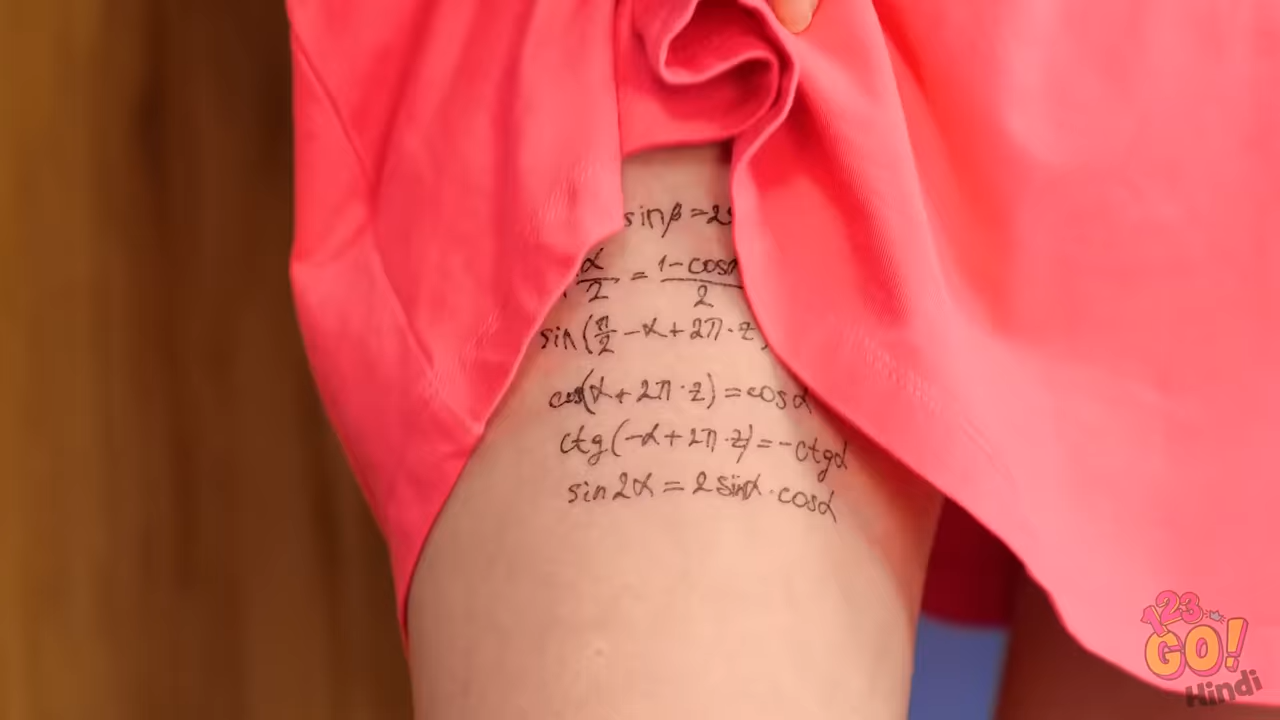 sinβ=2s
α/2 = 1-cosα/2
sin(π/2-α+2π·z)
cos(α+2π·z)=cosα
ctg(-α+2π·z)=-ctgα
sin2α=2sinα·cosα
123
GO!
Hindi